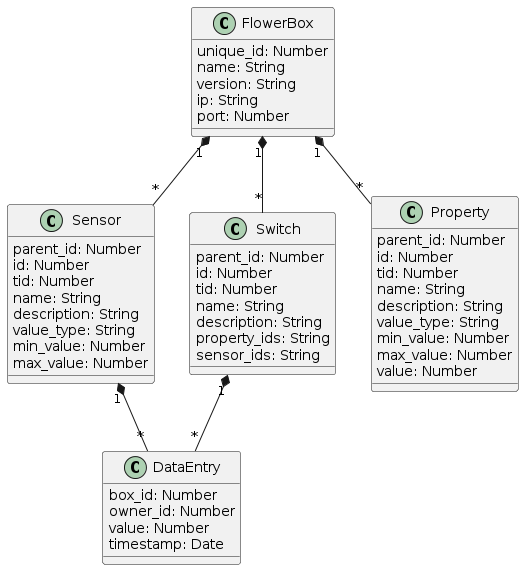 C FlowerBox
unique_id: Number
name: String
version: String
ip: String
port: Number
1
1
1
*
*
*
C Sensor
parent_id: Number
id: Number
tid: Number
name: String
description: String
value_type: String
min_value: Number
max_value: Number
C Switch
parent_id: Number
id: Number
tid: Number
name: String
description: String
property_ids: String
sensor_ids: String
C Property
parent_id: Number
id: Number
tid: Number
name: String
description: String
value_type: String
min_value: Number
max_value: Number
value: Number
1
1
*
*
C DataEntry
box_id: Number
owner_id: Number
value: Number
timestamp: Date